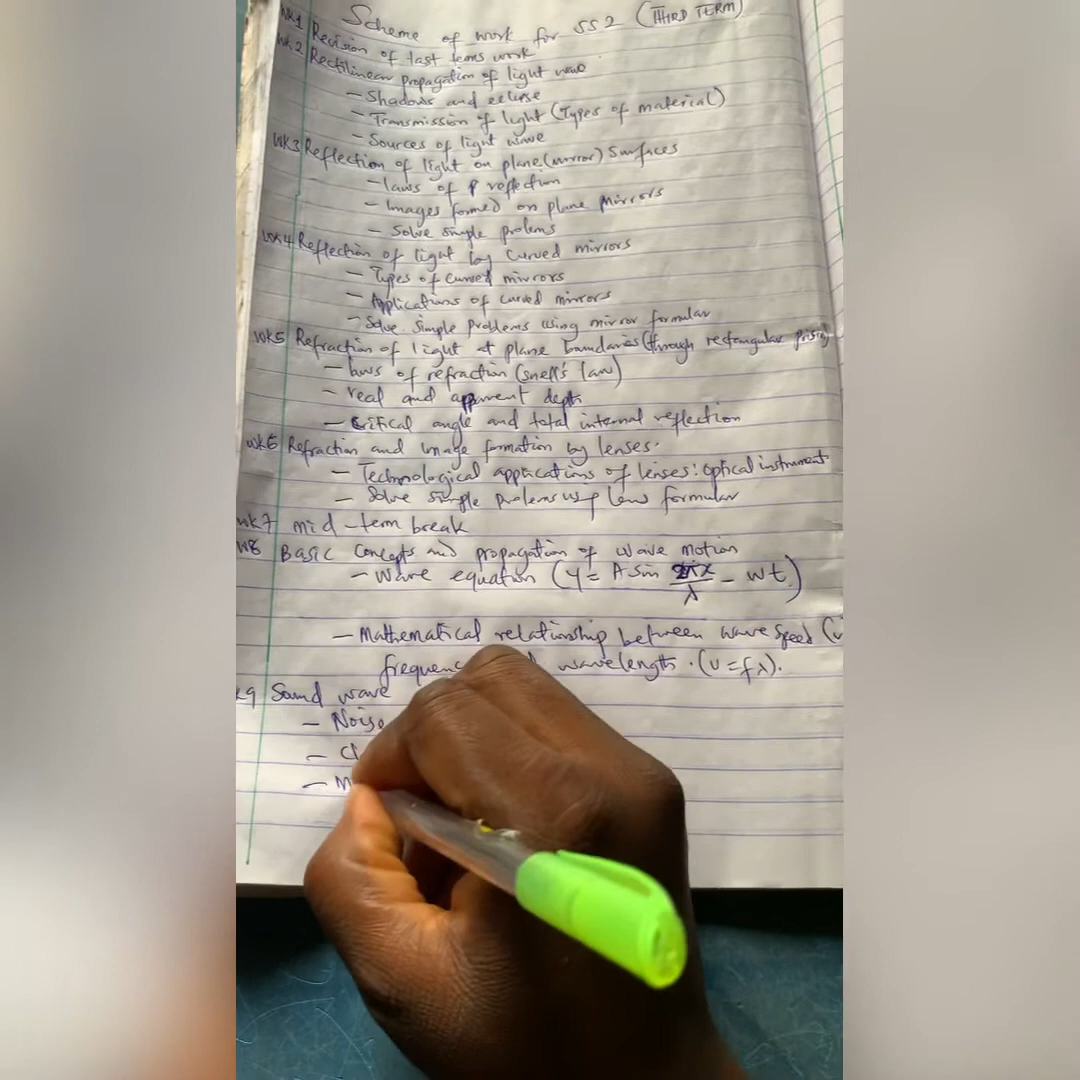 Scheme of work for SS2 (THIRD TERM)
WK1 Revision of last terms work
WK2 Rectilinear propagation of light wave
- Shadows and eclipse
- Transmission of light (Types of material)
- Sources of light wave
WK3 Reflection of light on plane (mirror) Surfaces
- laws of reflection
- Images formed on plane mirrors
- Solve simple prolems
WK4 Reflection of light by curved mirrors
- Types of curved mirrors
- Applications of curved mirrors
- Solve simple problems using mirror formular
WK5 Refraction of light at plane boundaries (through rectangular prism)
- laws of refraction (snell's law)
- real and apparent depth
- critical angle and total internal reflection
WK6 Refraction and image formation by lenses.
- Technological applications of lenses: optical instrument
- Solve simple prolems using lens formular
WK7 mid-term break
W8 Basic concepts and propagation of wave motion
- wave equation (y = A sin 2πx/λ - wt)
- Mathematical relationship between wave speed (v
frequenc wavelength. (v = fλ).
K9 Sound wave
- Noise
- Cl
- M